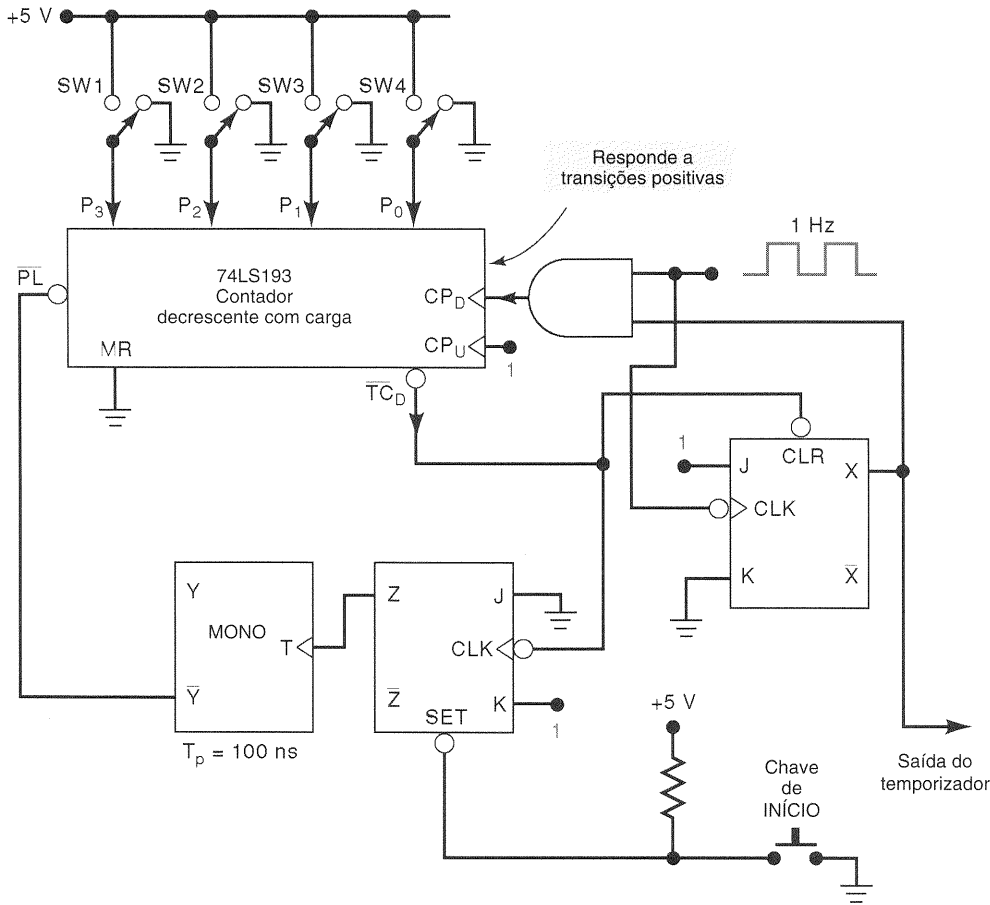 +5 V
SW1 SW2 SW3 SW4
P3 P2 P1 P0
Responde a
transições positivas
1 Hz
PL
74LS193
Contador
decrescente com carga
CPD
CPU
1
MR
TCD
1
J
CLR
X
CLK
K
X
Y
MONO
T
Y
Tp = 100 ns
Z
J
CLK
Z
K
1
SET
+5 V
Chave
de
INÍCIO
Saída do
temporizador